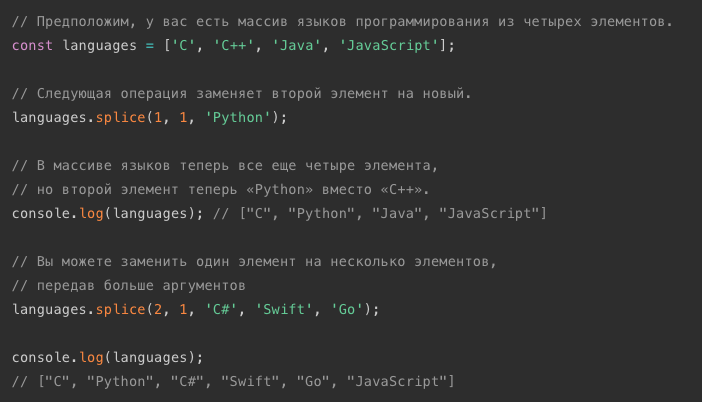 // Предположим, у вас есть массив языков программирования из четырех элементов.
const languages = ['C', 'C++', 'Java', 'JavaScript'];
// Следующая операция заменяет второй элемент на новый.
languages.splice(1, 1, 'Python');
// В массиве языков теперь все еще четыре элемента,
// но второй элемент теперь «Python» вместо «C++».
console.log(languages); // ["C", "Python", "Java", "JavaScript"]
// Вы можете заменить один элемент на несколько элементов,
// передав больше аргументов
languages.splice(2, 1, 'C#', 'Swift', 'Go');
console.log(languages);
// ["C", "Python", "C#", "Swift", "Go", "JavaScript"]